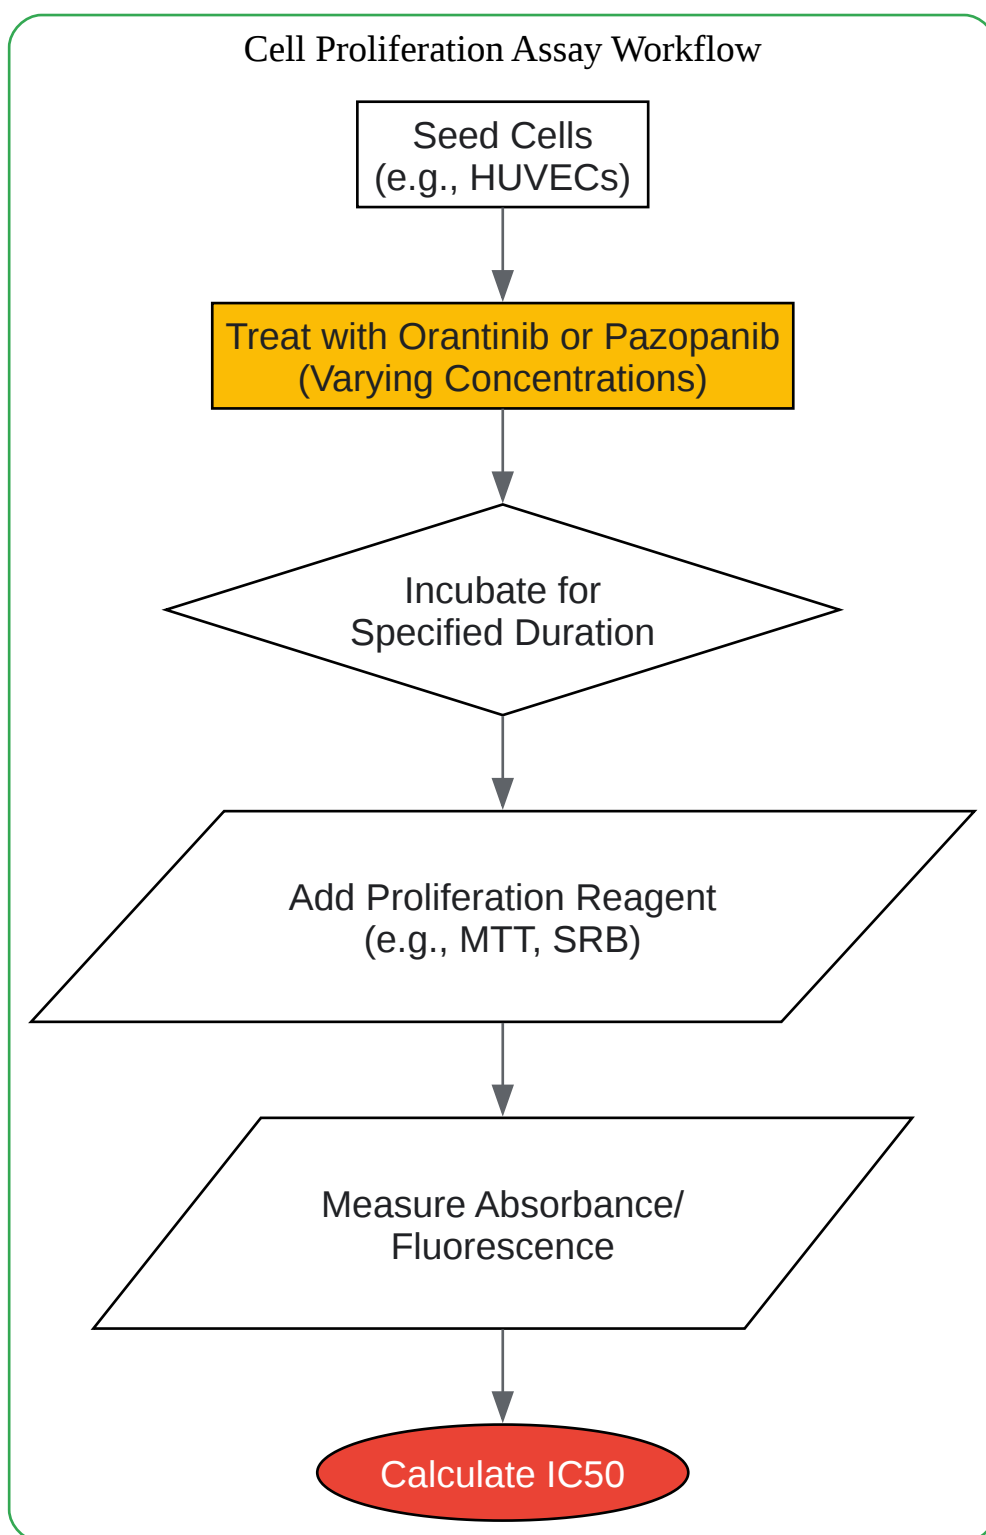 Cell Proliferation Assay Workflow
Seed Cells
(e.g., HUVECs)
Treat with Orantinib or Pazopanib
(Varying Concentrations)
Incubate for
Specified Duration
Add Proliferation Reagent
(e.g., MTT, SRB)
Measure Absorbance/
Fluorescence
Calculate IC50